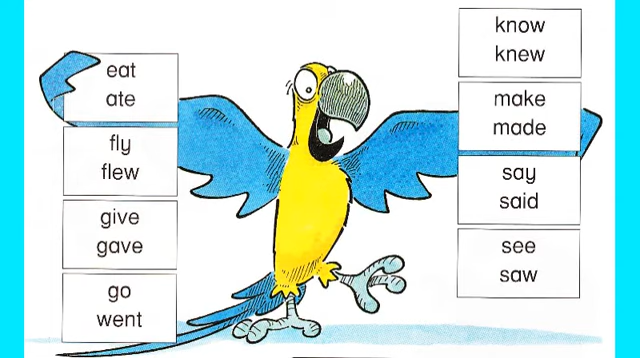 eat
ate
fly
flew
give
gave
go
went
know
knew
make
made
say
said
see
saw